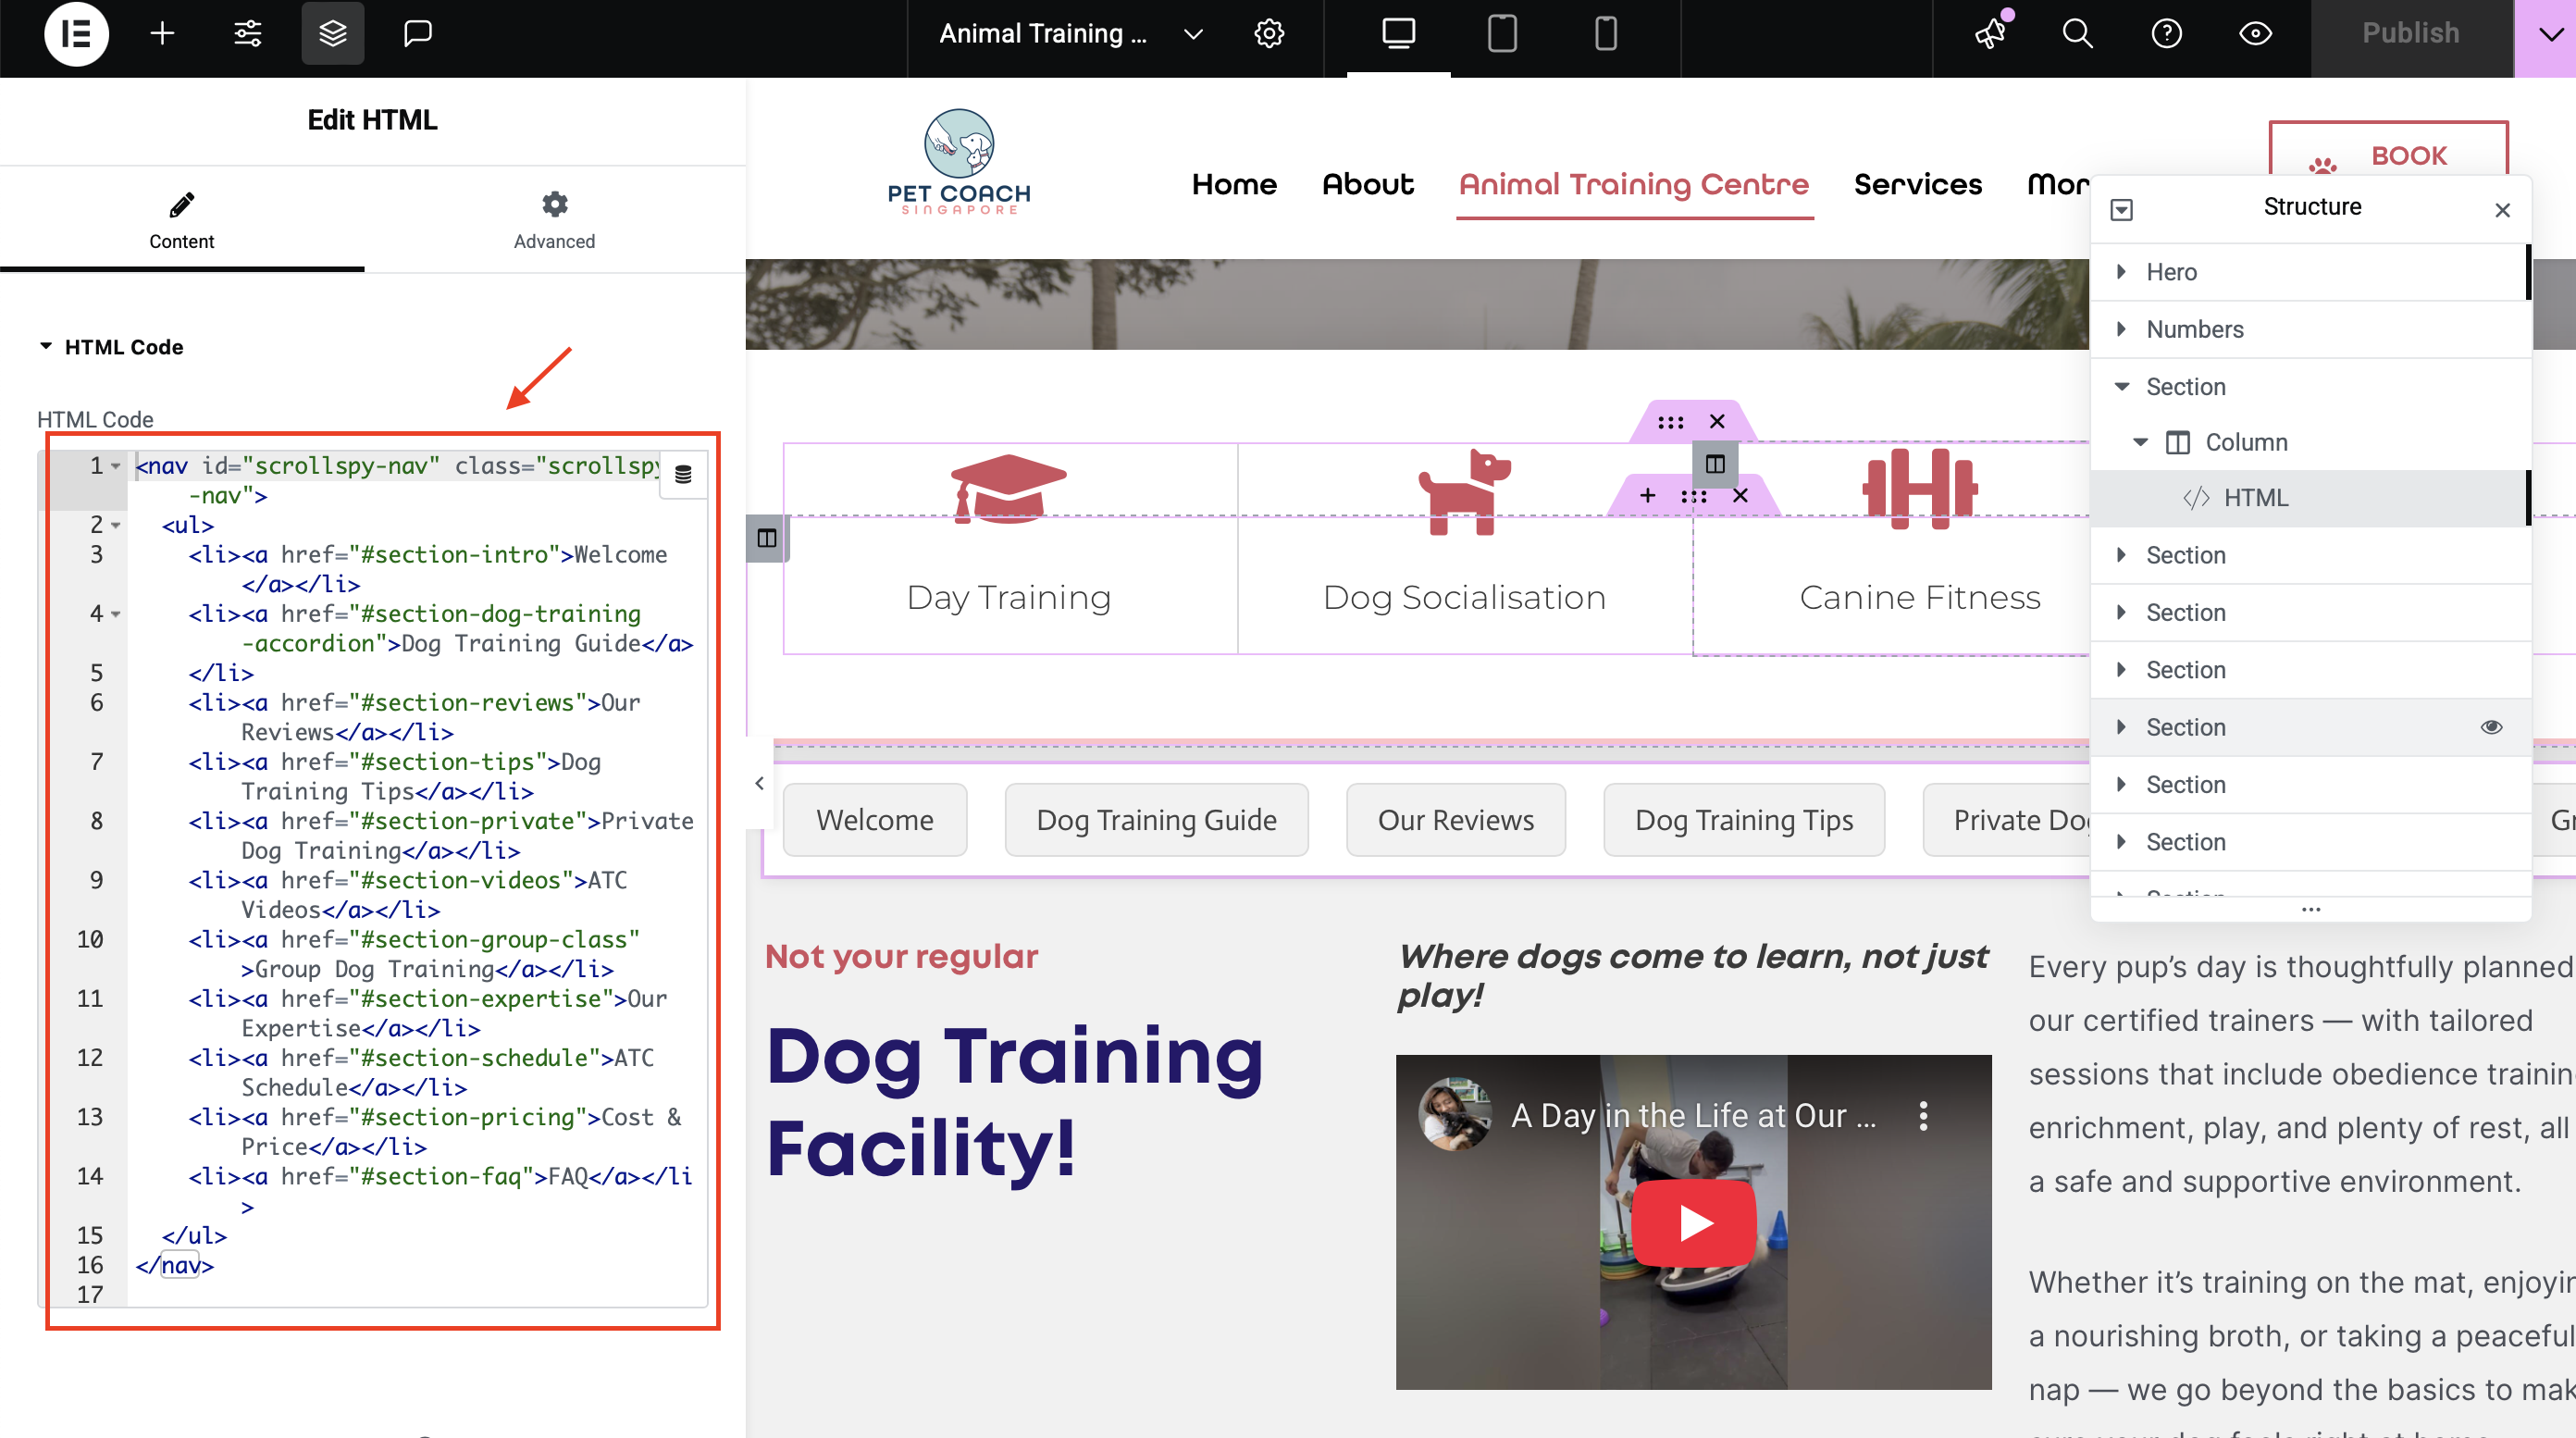 Animal Training ...
Publish
Edit HTML
Content
Advanced
HTML Code
HTML Code
1 <nav id="scrollspy-nav" class="scrollspy
-nav">
2 <ul>
3 <li><a href="#section-intro">Welcome
</a></li>
4 <li><a href="#section-dog-training
-accordion">Dog Training Guide</a>
5 </li>
6 <li><a href="#section-reviews">Our
Reviews</a></li>
7 <li><a href="#section-tips">Dog
Training Tips</a></li>
8 <li><a href="#section-private">Private
Dog Training</a></li>
9 <li><a href="#section-videos">ATC
Videos</a></li>
10 <li><a href="#section-group-class"
>Group Dog Training</a></li>
11 <li><a href="#section-expertise">Our
Expertise</a></li>
12 <li><a href="#section-schedule">ATC
Schedule</a></li>
13 <li><a href="#section-pricing">Cost &
Price</a></li>
14 <li><a href="#section-faq">FAQ</a></li
>
15 </ul>
16 </nav>
17
PET COACH
SINGAPORE
Home About Animal Training Centre Services Mor
BOOK
Day Training
Dog Socialisation
Canine Fitness
Structure
Hero
Numbers
Section
Column
</> HTML
Section
Section
Section
Section
Section
Section
Welcome
Dog Training Guide
Our Reviews
Dog Training Tips
Private Do
Gr
Not your regular
Dog Training
Facility!
Where dogs come to learn, not just
play!
A Day in the Life at Our ...
Every pup's day is thoughtfully planned
our certified trainers — with tailored
sessions that include obedience trainin
enrichment, play, and plenty of rest, all
a safe and supportive environment.
Whether it's training on the mat, enjoyin
a nourishing broth, or taking a peaceful
nap — we go beyond the basics to mak